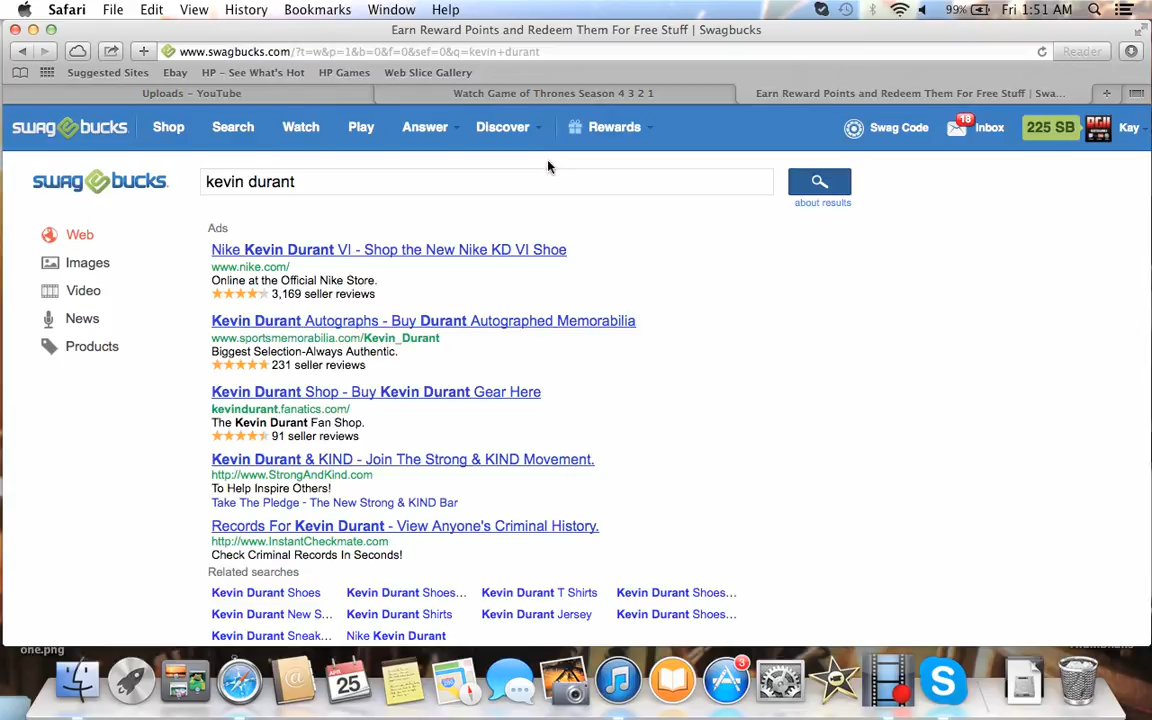 Safari File Edit View History Bookmarks Window Help 99% Fri 1:51 AM
Earn Reward Points and Redeem Them For Free Stuff | Swagbucks
www.swagbucks.com/?t=w&p=1&b=0&f=0&sef=0&q=kevin+durant Reader
Suggested Sites Ebay HP - See What's Hot HP Games Web Slice Gallery
Uploads - YouTube Watch Game of Thrones Season 4 3 2 1 Earn Reward Points and Redeem Them For Free Stuff | Swa...
swagbucks Shop Search Watch Play Answer Discover Rewards Swag Code 18 Inbox 225 SB Kay
swagbucks kevin durant
about results
Web
Images
Video
News
Products
Ads
Nike Kevin Durant VI - Shop the New Nike KD VI Shoe
www.nike.com/
Online at the Official Nike Store.
3,169 seller reviews
Kevin Durant Autographs - Buy Durant Autographed Memorabilia
www.sportsmemorabilia.com/Kevin_Durant
Biggest Selection-Always Authentic.
231 seller reviews
Kevin Durant Shop - Buy Kevin Durant Gear Here
kevindurant.fanatics.com/
The Kevin Durant Fan Shop.
91 seller reviews
Kevin Durant & KIND - Join The Strong & KIND Movement.
http://www.StrongAndKind.com
To Help Inspire Others!
Take The Pledge - The New Strong & KIND Bar
Records For Kevin Durant - View Anyone's Criminal History.
http://www.InstantCheckmate.com
Check Criminal Records In Seconds!
Related searches
Kevin Durant Shoes Kevin Durant Shoes... Kevin Durant T Shirts Kevin Durant Shoes...
Kevin Durant New S... Kevin Durant Shirts Kevin Durant Jersey Kevin Durant Shoes...
Kevin Durant Sneak... Nike Kevin Durant
one.png
APR 25 3